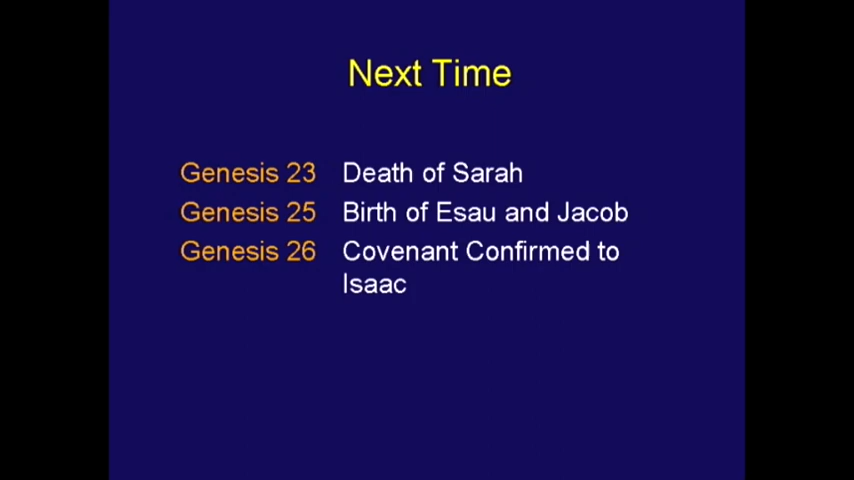 Next Time
Genesis 23 Death of Sarah
Genesis 25 Birth of Esau and Jacob
Genesis 26 Covenant Confirmed to
Isaac